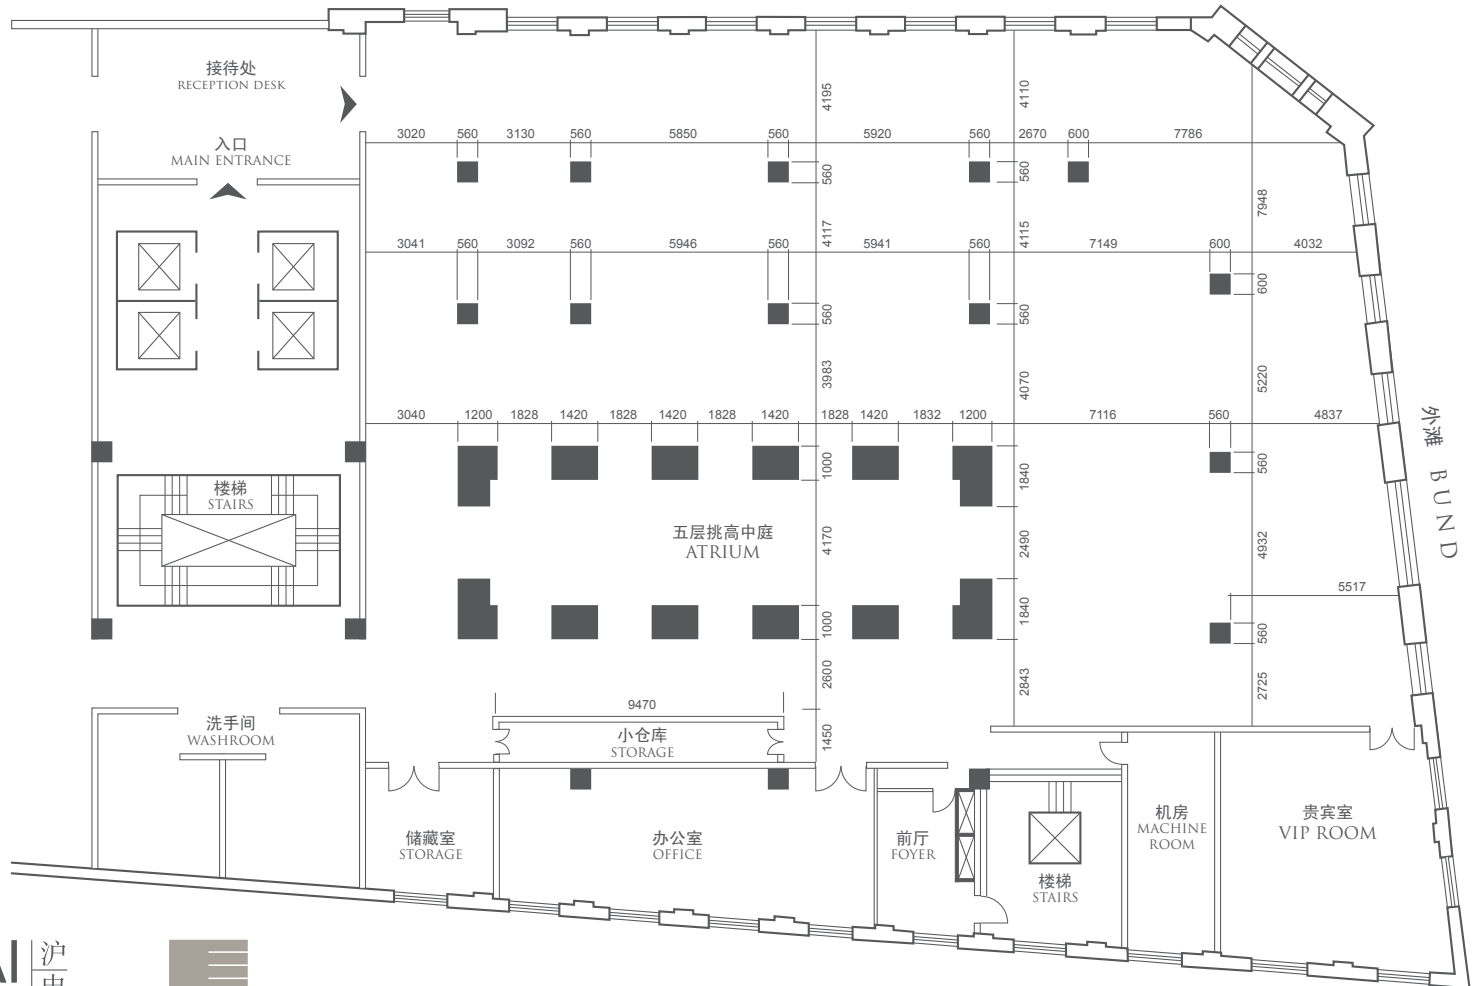 接待处
RECEPTION DESK
入口
MAIN ENTRANCE
4195
4110
3020 560 3130 560 5850 560 5920 560 2670 600 7786
560
560
7948
4117
4115
3041 560 3092 560 5946 560 5941 560 7149 600 4032
600
560
560
3983
4070
5220
3040 1200 1828 1420 1828 1420 1828 1420 1828 1420 1832 1200 7116 560 4837
外滩 BUND
1000
1840
560
楼梯
STAIRS
五层挑高中庭
ATRIUM
4170
2490
4932
5517
1000
1840
560
2600
2843
2725
9470
洗手间
WASHROOM
小仓库
STORAGE
1450
储藏室
STORAGE
办公室
OFFICE
前厅
FOYER
楼梯
STAIRS
机房
MACHINE
ROOM
贵宾室
VIP ROOM
AI
沪
申